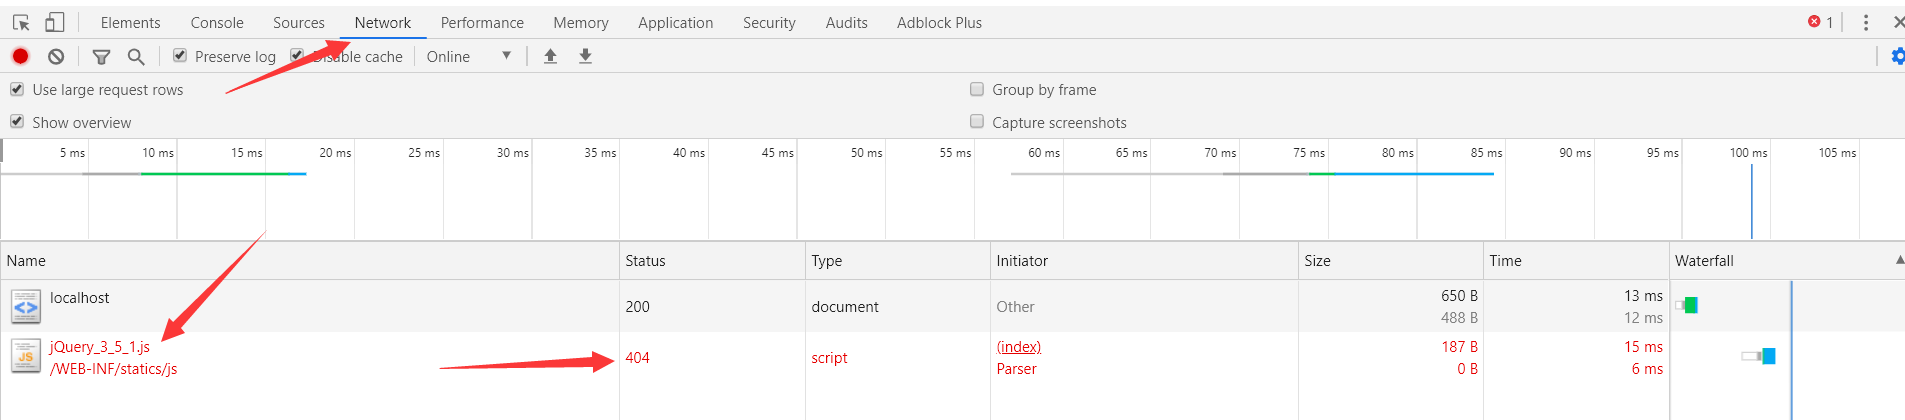 Elements Console Sources Network Performance Memory Application Security Audits Adblock Plus 1
Preserve log Disable cache Online
Use large request rows Group by frame
Show overview Capture screenshots
5 ms 10 ms 15 ms 20 ms 25 ms 30 ms 35 ms 40 ms 45 ms 50 ms 55 ms 60 ms 65 ms 70 ms 75 ms 80 ms 85 ms 90 ms 95 ms 100 ms 105 ms
Name Status Type Initiator Size Time Waterfall
localhost 200 document Other 650 B 13 ms
488 B 12 ms
jQuery_3_5_1.js 404 script (index) 187 B 15 ms
/WEB-INF/statics/js Parser 0 B 6 ms
JS